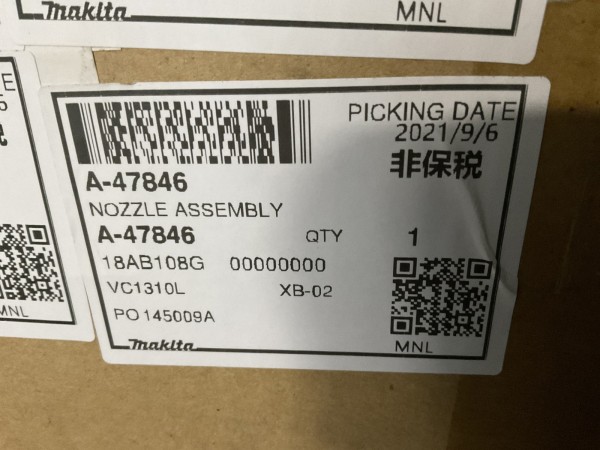 makita
MNL
PICKING DATE
2021/9/6
非保税
A-47846
NOZZLE ASSEMBLY
A-47846 QTY 1
18AB108G 00000000
VC1310L XB-02
PO 145009A
makita
MNL
MNL